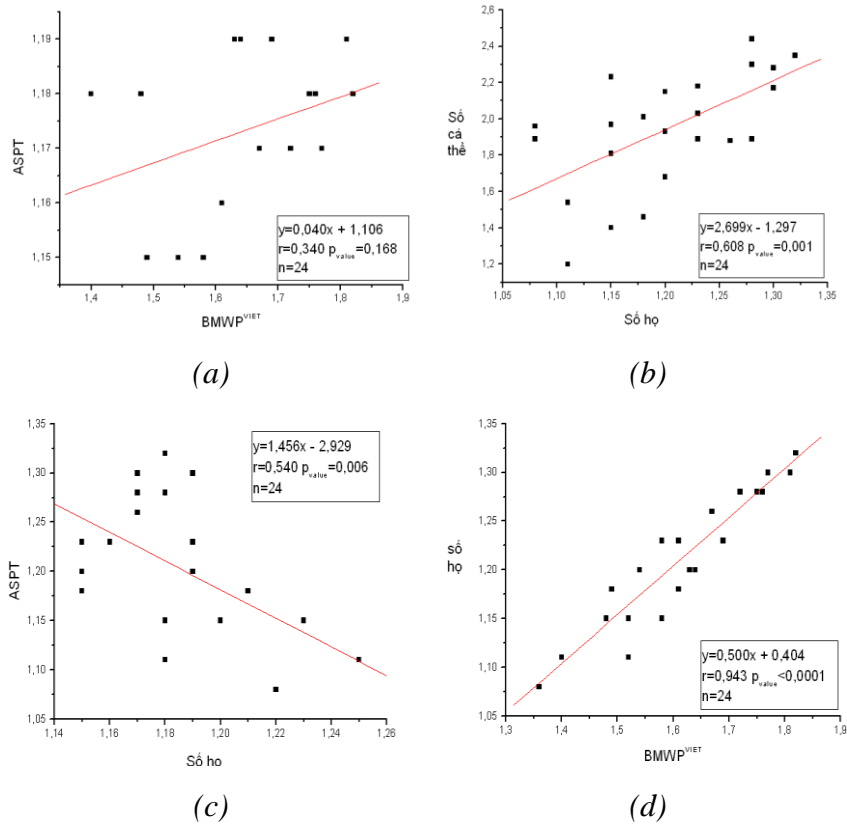 1,19
1,18
1,17
1,16
1,15
ASPT
1,4 1,5 1,6 1,7 1,8 1,9
BMWP^VIET
y=0,040x + 1,106
r=0,340 p_value =0,168
n=24
(a)
2,6
2,4
2,2
2,0
1,8
1,6
1,4
1,2
Số
cá
thể
1,05 1,10 1,15 1,20 1,25 1,30 1,35
Số họ
y=2,699x - 1,297
r=0,608 p_value =0,001
n=24
(b)
1,35
1,30
1,25
1,20
1,15
1,10
1,05
ASPT
1,14 1,16 1,18 1,20 1,22 1,24 1,26
Số ho
y=1,456x - 2,929
r=0,540 p_value =0,006
n=24
(c)
1,35
1,30
1,25
1,20
1,15
1,10
1,05
số
họ
1,3 1,4 1,5 1,6 1,7 1,8 1,9
BMWP^VIET
y=0,500x + 0,404
r=0,943 p_value <0,0001
n=24
(d)